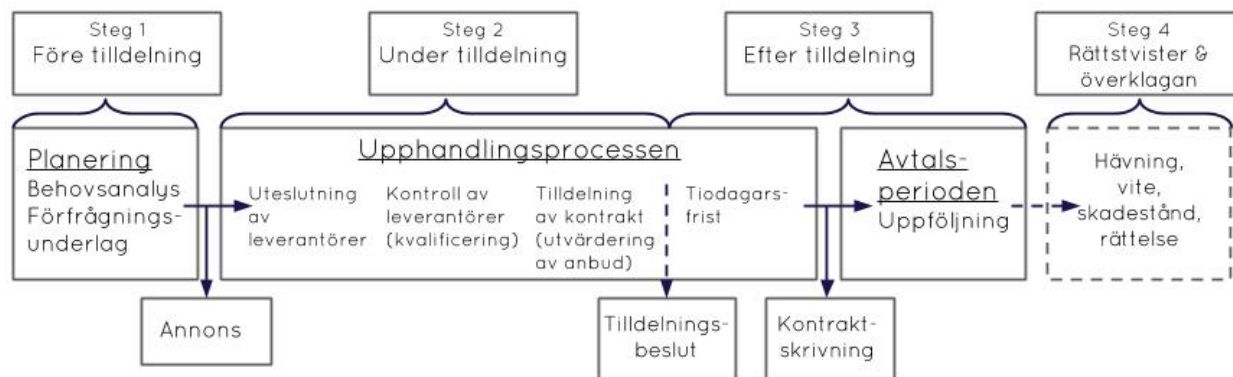 Steg 1
Före tilldelning
Steg 2
Under tilldelning
Steg 3
Efter tilldelning
Steg 4
Rättstvister &
överklagan
Planering
Behovsanalys
Förfrågnings-
underlag
Upphandlingsprocessen
Uteslutning
av
leverantörer
Kontroll av
leverantörer
(kvalificering)
Tilldelning
av kontrakt
(utvärdering
av anbud)
Tiodagars-
frist
Avtals-
perioden
Uppföljning
Hävning,
vite,
skadestånd,
rättelse
Annons
Tilldelnings-
beslut
Kontrakt-
skrivning